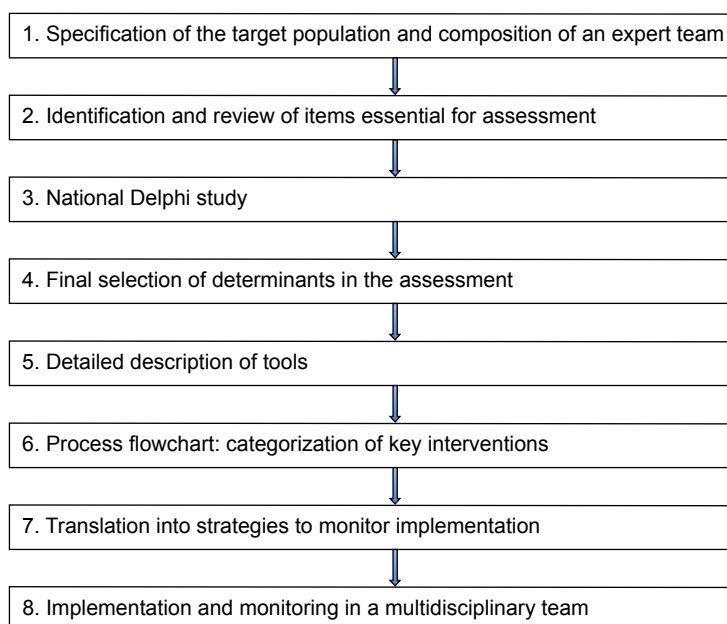 1. Specification of the target population and composition of an expert team
2. Identification and review of items essential for assessment
3. National Delphi study
4. Final selection of determinants in the assessment
5. Detailed description of tools
6. Process flowchart: categorization of key interventions
7. Translation into strategies to monitor implementation
8. Implementation and monitoring in a multidisciplinary team